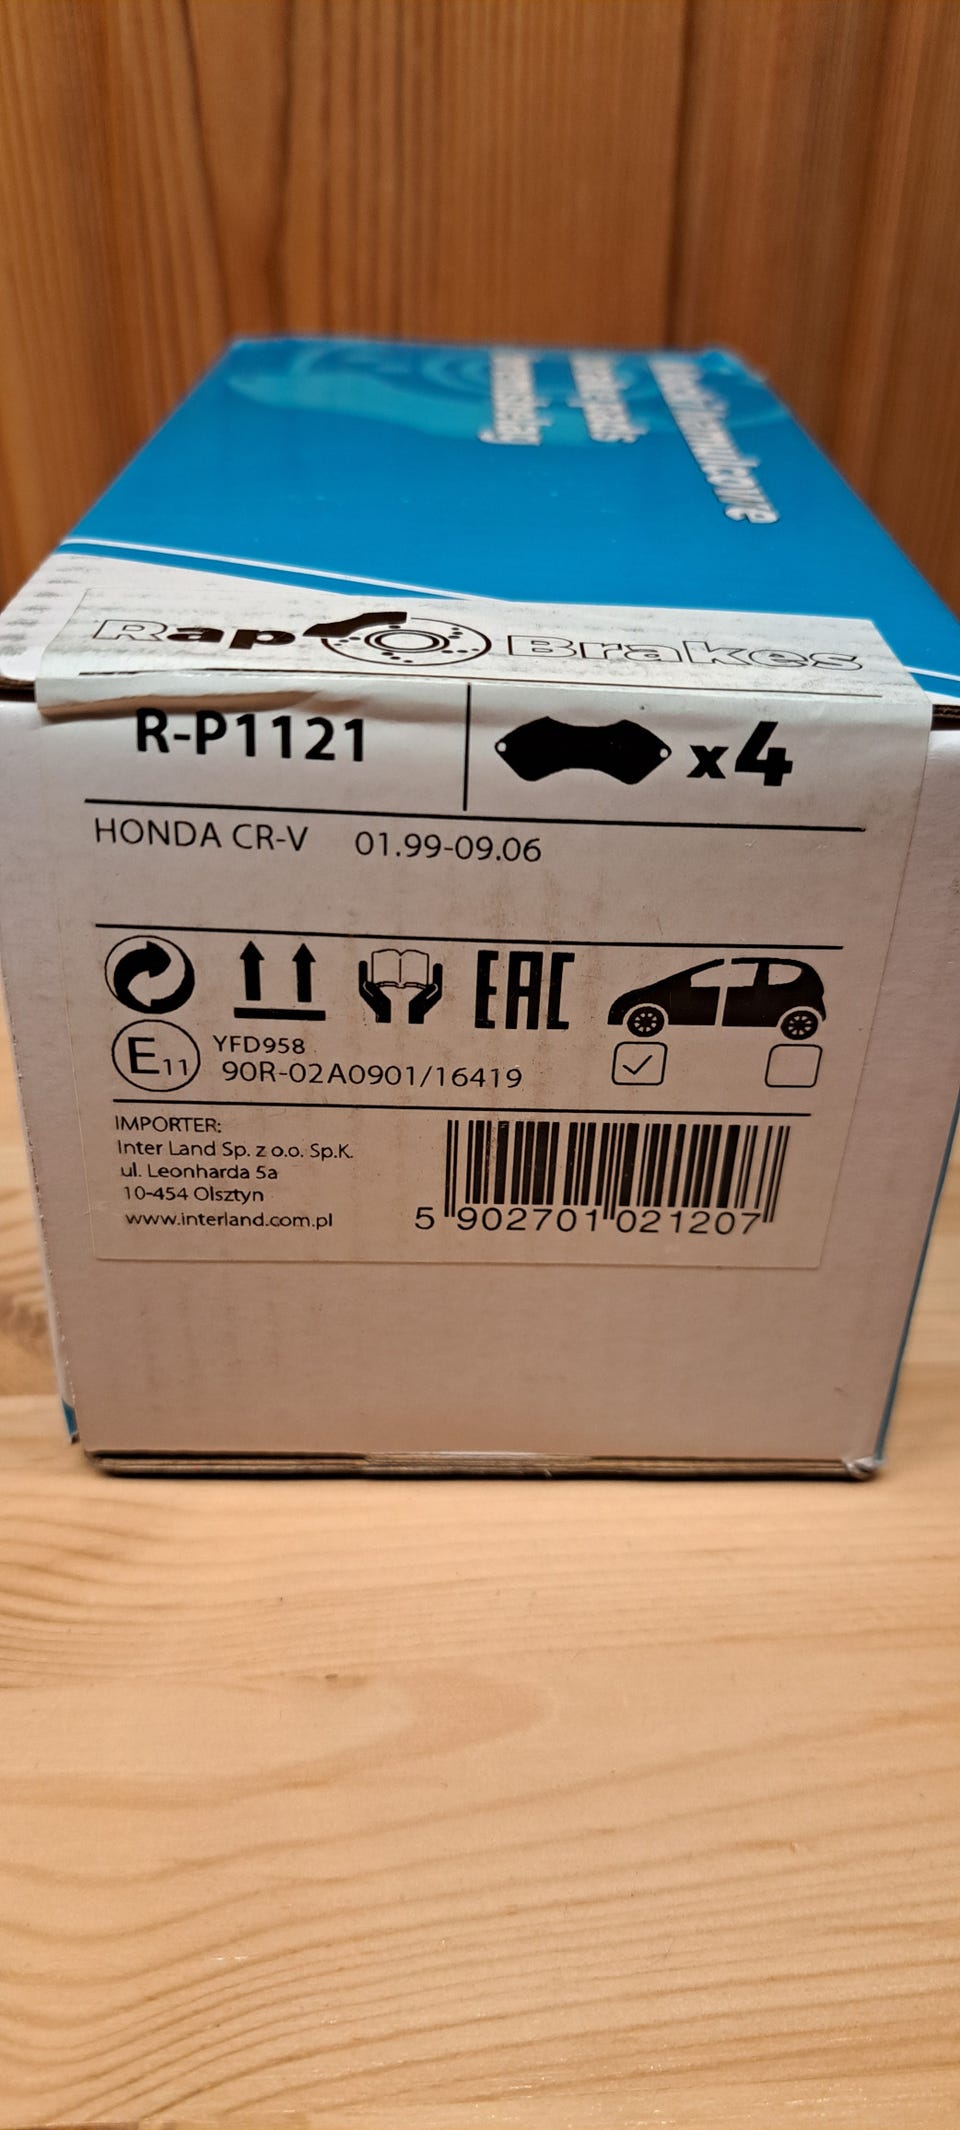 Rap Brakes
R-P1121
x4
HONDA CR-V 01.99-09.06
EAC
E11
YFD958
90R-02A0901/16419
IMPORTER:
Inter Land Sp. z o.o. Sp.K.
ul. Leonharda 5a
10-454 Olsztyn
www.interland.com.pl
5 902701 021207